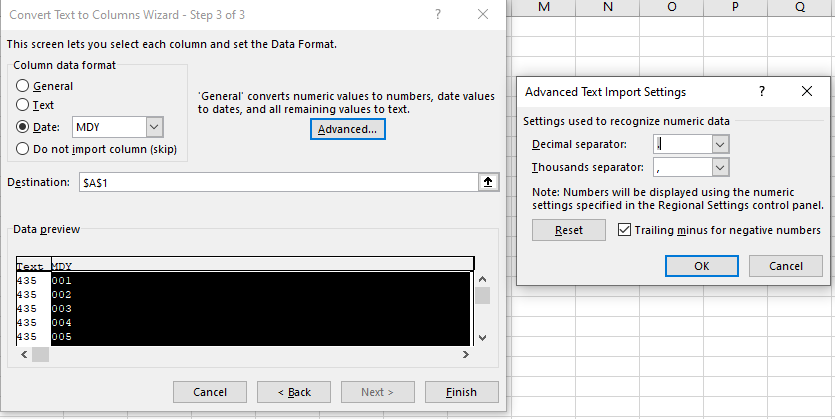 Convert Text to Columns Wizard - Step 3 of 3
?
This screen lets you select each column and set the Data Format.
Column data format
General
Text
Date: MDY
Do not import column (skip)
'General' converts numeric values to numbers, date values
to dates, and all remaining values to text.
Advanced...
Destination: $A$1
Data preview
Text MDY
435 001
435 002
435 003
435 004
435 005
Cancel
< Back
Next >
Finish
M N O P Q
Advanced Text Import Settings
?
Settings used to recognize numeric data
Decimal separator: .
Thousands separator: ,
Note: Numbers will be displayed using the numeric
settings specified in the Regional Settings control panel.
Reset
Trailing minus for negative numbers
OK
Cancel